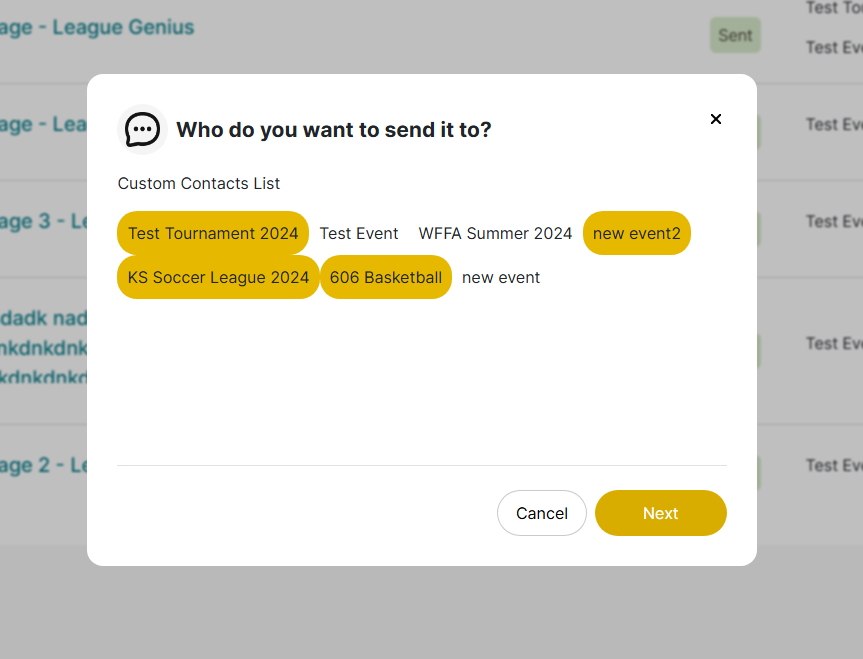 age - League Genius
Sent
Test To
Test Eve
age - Lea
Test Eve
age 3 - Le
Test Eve
dadk nad
nkdnkdnk
kdnkdnkd
Test Eve
age 2 - Le
Test Eve
Who do you want to send it to?
Custom Contacts List
Test Tournament 2024 Test Event WFFA Summer 2024 new event2
KS Soccer League 2024 606 Basketball new event
Cancel Next